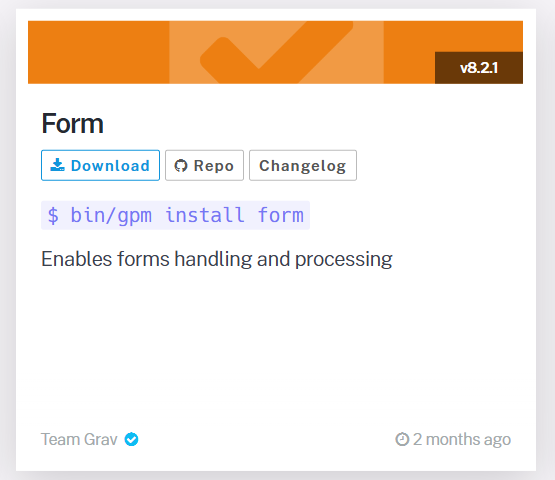 v8.2.1
Form
Download Repo Changelog
$ bin/gpm install form
Enables forms handling and processing
Team Grav 2 months ago